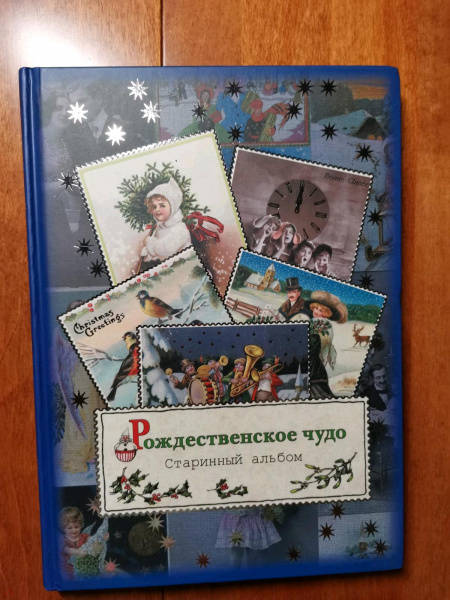 Christmas
Greetings
Рождественское чудо
Старинный альбом